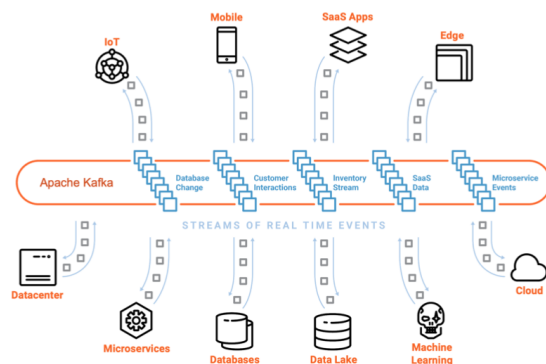 Mobile
SaaS Apps
IoT
Edge
Apache Kafka
Database
Change
Customer
Interactions
Inventory
Stream
SaaS
Data
Microservice
Events
STREAMS OF REAL TIME EVENTS
Datacenter
Cloud
Microservices
Databases
Data Lake
Machine
Learning